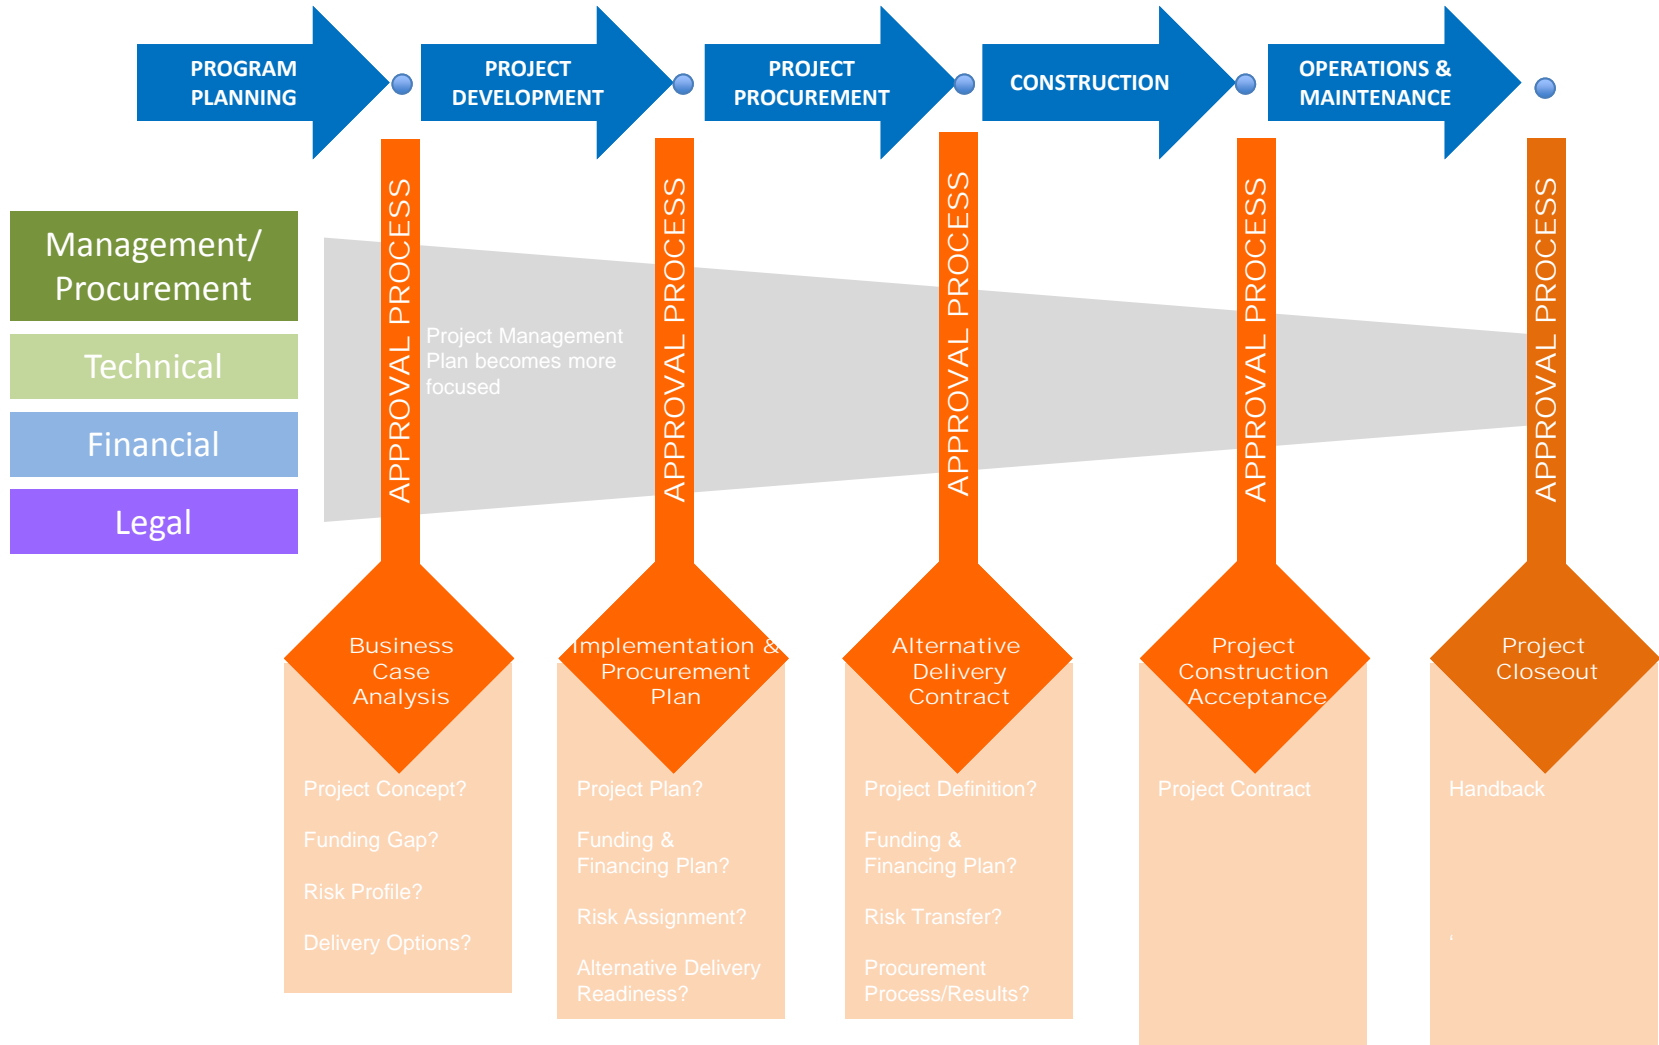 PROGRAM
PLANNING
PROJECT
DEVELOPMENT
PROJECT
PROCUREMENT
CONSTRUCTION
OPERATIONS &
MAINTENANCE
Management/
Procurement
Technical
Financial
Legal
APPROVAL PROCESS
APPROVAL PROCESS
APPROVAL PROCESS
APPROVAL PROCESS
APPROVAL PROCESS
Project Management
Plan becomes more
focused
Business
Case
Analysis
Implementation &
Procurement
Plan
Alternative
Delivery
Contract
Project
Construction
Acceptance
Project
Closeout
Project Concept?
Funding Gap?
Risk Profile?
Delivery Options?
Project Plan?
Funding &
Financing Plan?
Risk Assignment?
Alternative Delivery
Readiness?
Project Definition?
Funding &
Financing Plan?
Risk Transfer?
Procurement
Process/Results?
Project Contract
Handback
‘